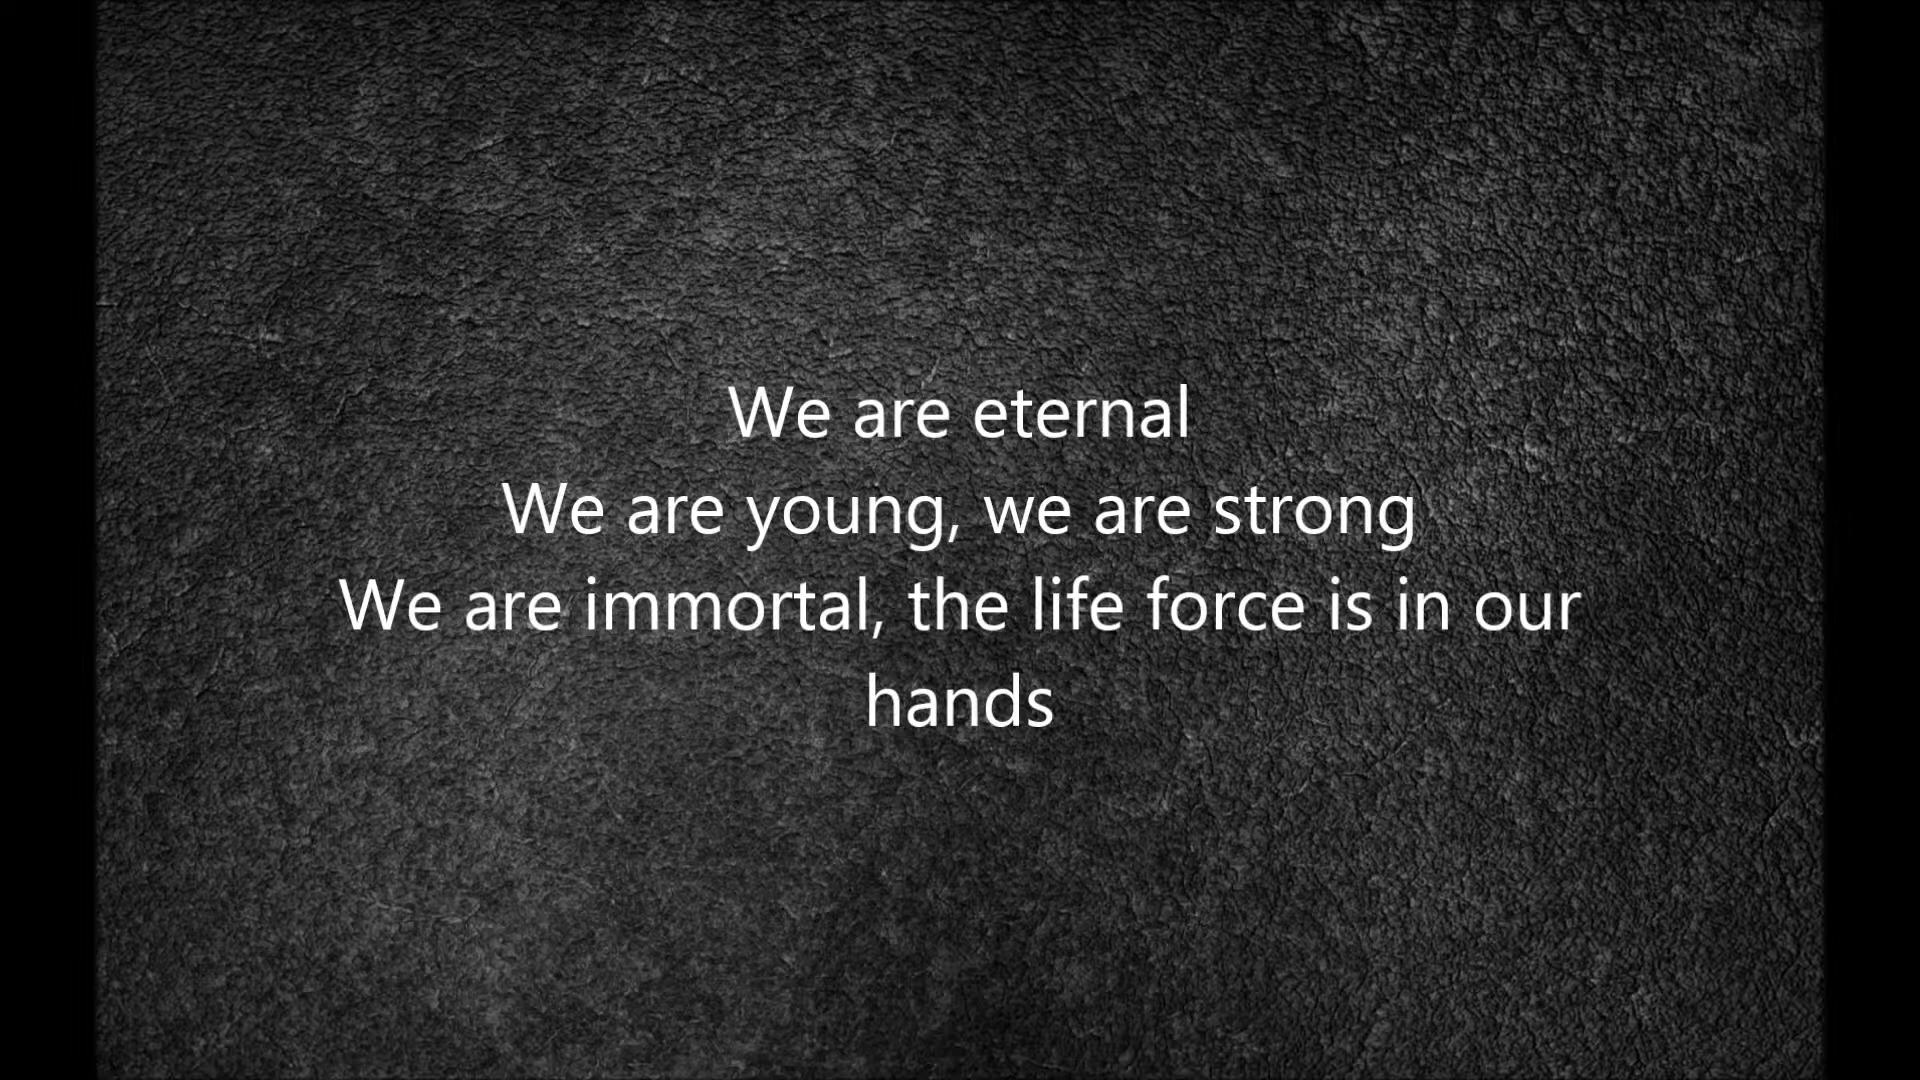 We are eternal
We are young, we are strong
We are immortal, the life force is in our
hands